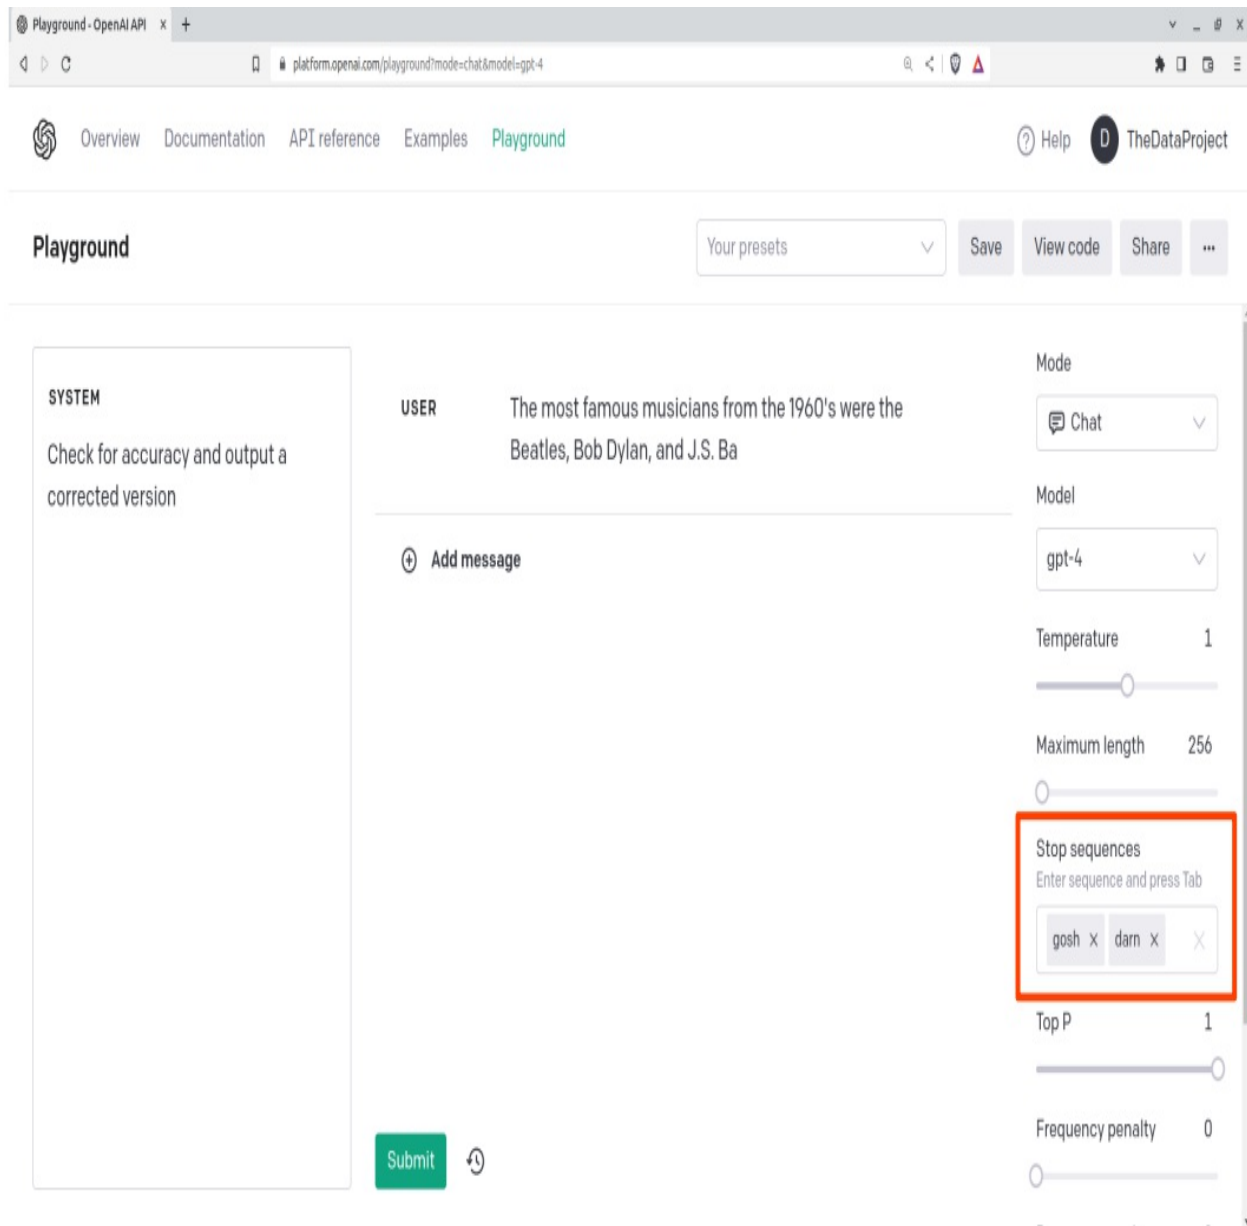 Playground - OpenAI API
platform.openai.com/playground?mode=chat&model=gpt-4
Overview Documentation API reference Examples Playground
Help D TheDataProject
Playground
Your presets Save View code Share ...
SYSTEM
Check for accuracy and output a
corrected version
USER
The most famous musicians from the 1960's were the
Beatles, Bob Dylan, and J.S. Ba
Add message
Submit
Mode
Chat
Model
gpt-4
Temperature 1
Maximum length 256
Stop sequences
Enter sequence and press Tab
gosh x darn x
Top P 1
Frequency penalty 0